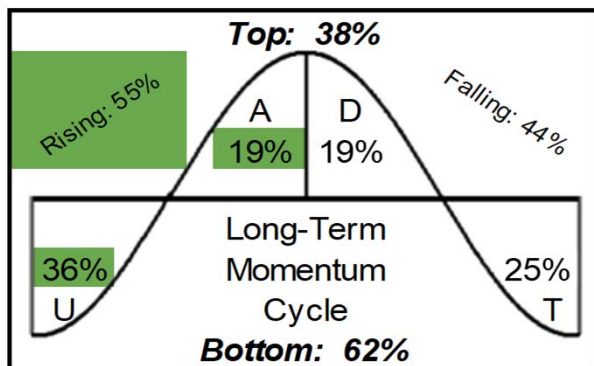 Top: 38%
Rising: 55%
Falling: 44%
A
D
19%
19%
Long-Term
36%
Momentum
25%
U
Cycle
T
Bottom: 62%